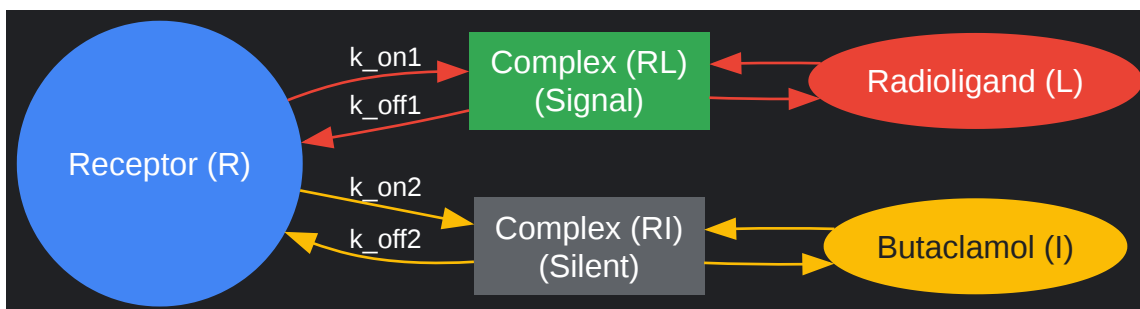 Receptor (R)
k_on1
k_off1
k_on2
k_off2
Complex (RL)
(Signal)
Complex (RI)
(Silent)
Radioligand (L)
Butaclamol (I)